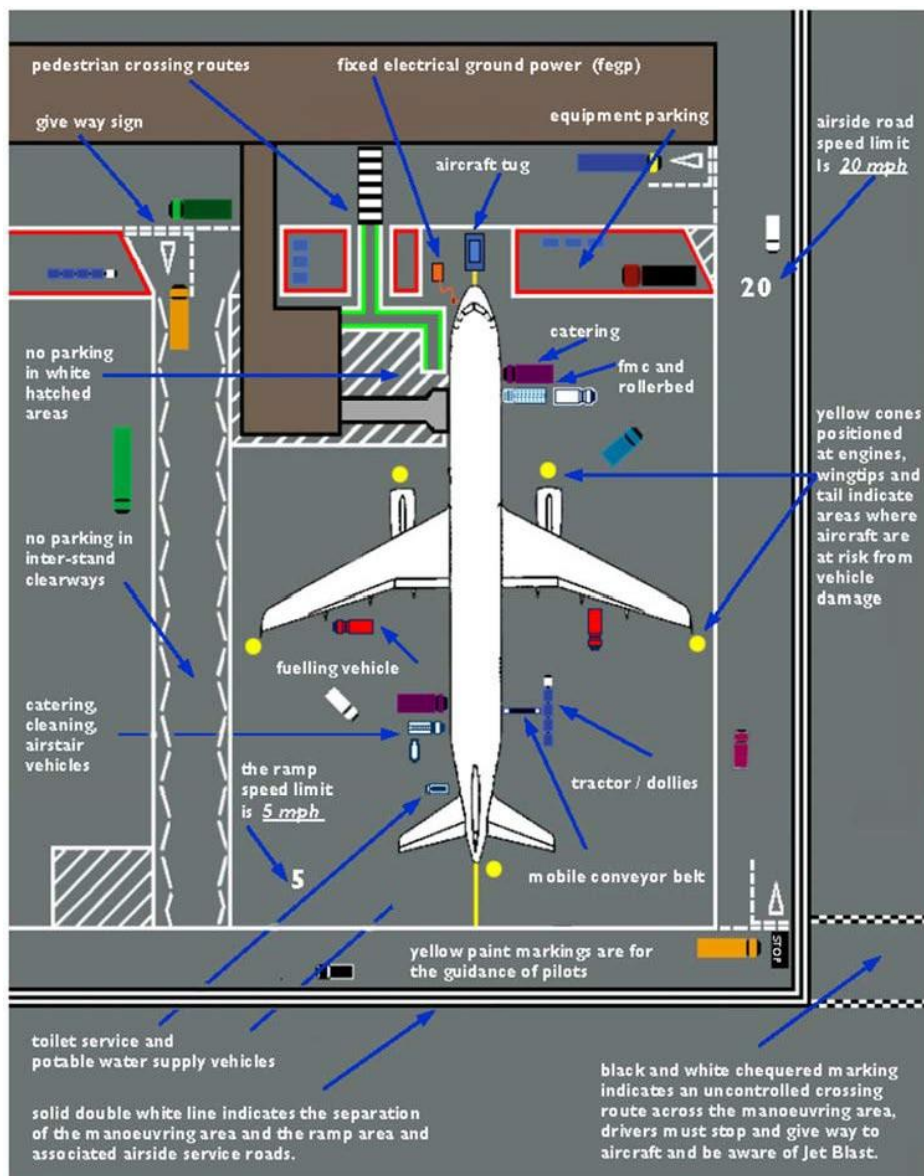 pedestrian crossing routes
fixed electrical ground power (fegp)
give way sign
equipment parking
aircraft tug
airside road
speed limit
Is 20 mph
20
catering
fmc and
rollerbed
no parking
in white
hatched
areas
yellow cones
positioned
at engines,
wingtips and
tail indicate
areas where
aircraft are
at risk from
vehicle
damage
no parking in
inter-stand
clearways
fuelling vehicle
catering,
cleaning,
airstair
vehicles
the ramp
speed limit
is 5 mph
5
tractor / dollies
mobile conveyor belt
yellow paint markings are for
the guidance of pilots
STOP
toilet service and
potable water supply vehicles
solid double white line indicates the separation
of the manoeuvring area and the ramp area and
associated airside service roads.
black and white chequered marking
indicates an uncontrolled crossing
route across the manoeuvring area,
drivers must stop and give way to
aircraft and be aware of Jet Blast.